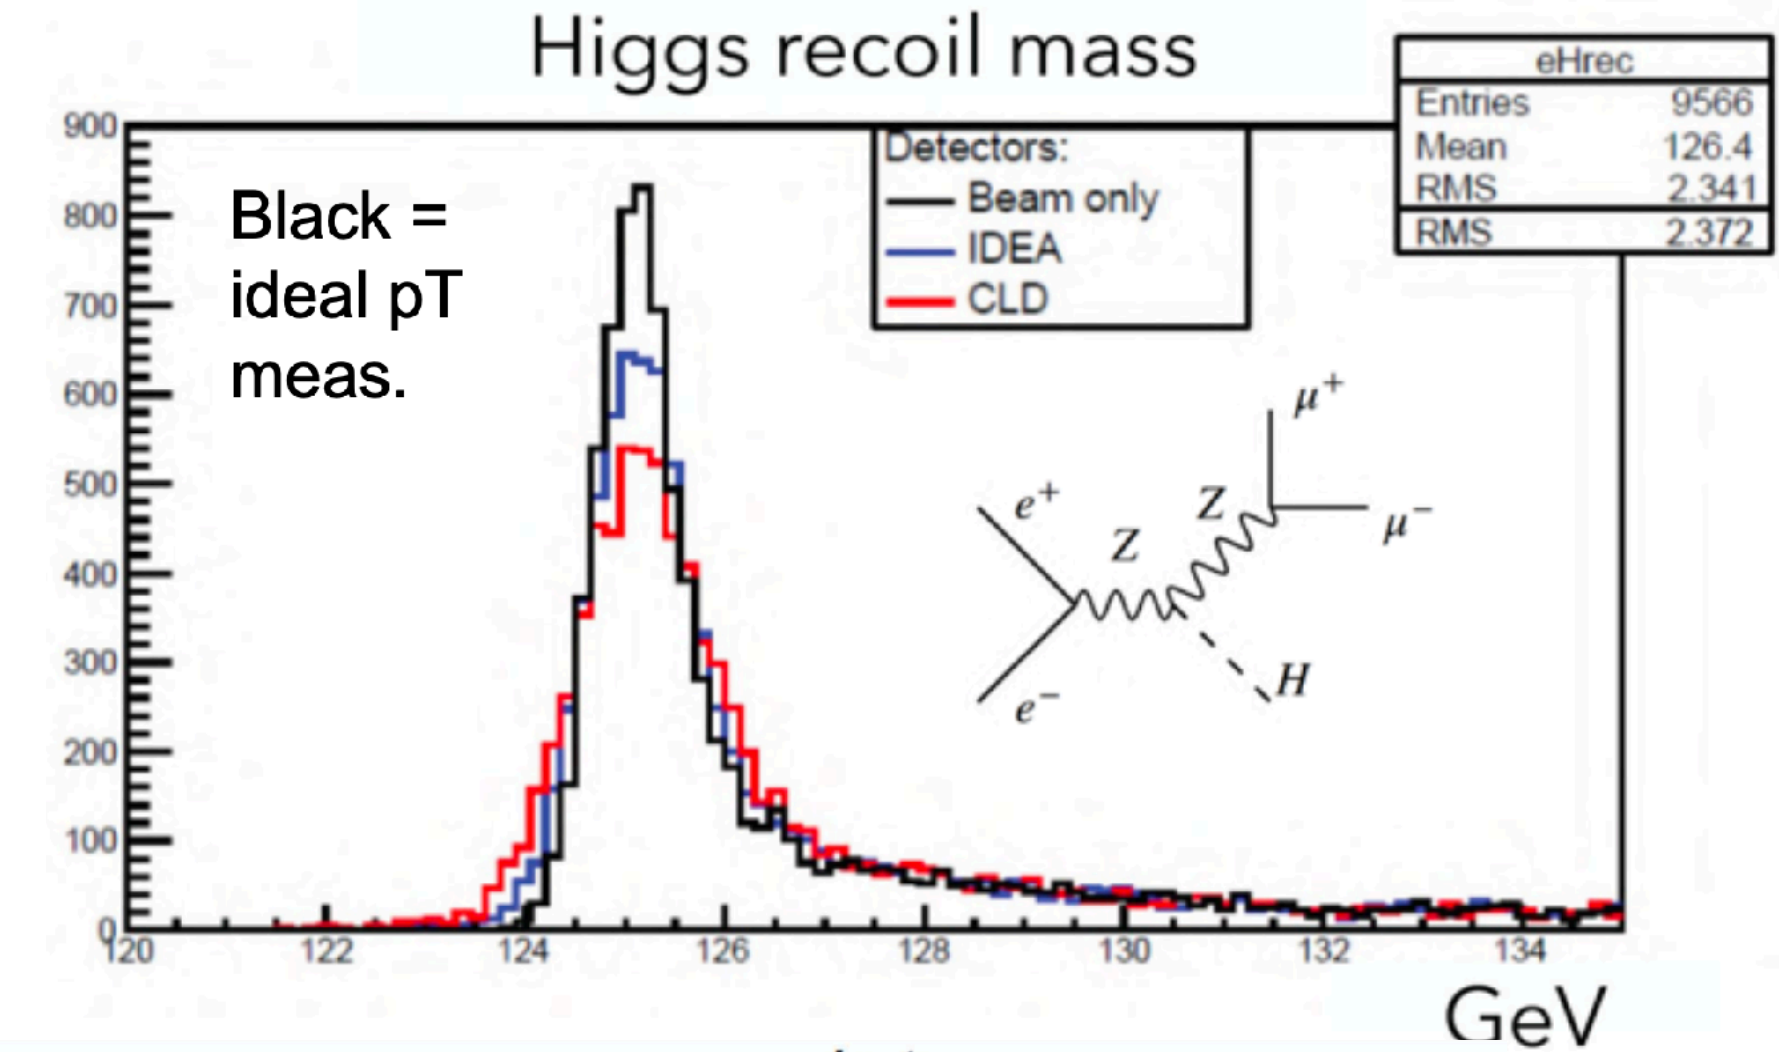 Higgs recoil mass
eHrec
Entries 9566
Mean 126.4
RMS 2.341
RMS 2.372
Detectors:
Beam only
IDEA
CLD
Black =
ideal pT
meas.
900
800
700
600
500
400
300
200
100
0
μ+
e+
Z
Z
μ−
e−
H
120 122 124 126 128 130 132 134
GeV